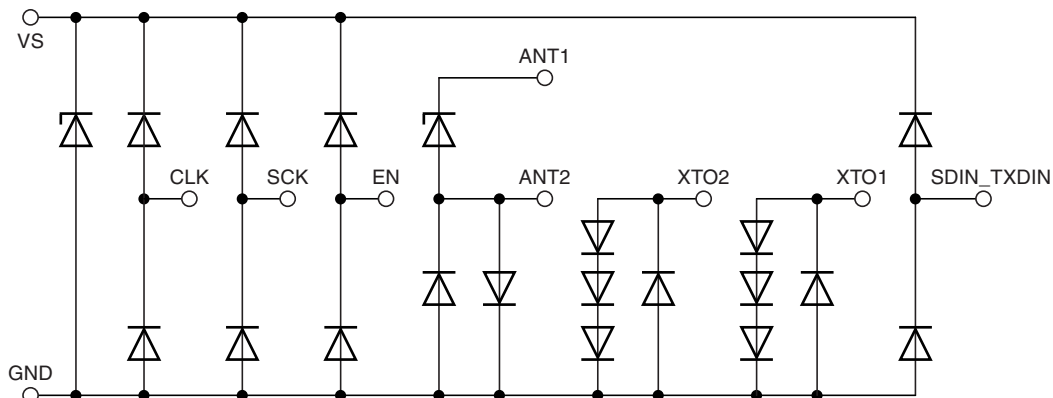 VS
ANT1
CLK
SCK
EN
ANT2
XTO2
XTO1
SDIN_TXDIN
GND